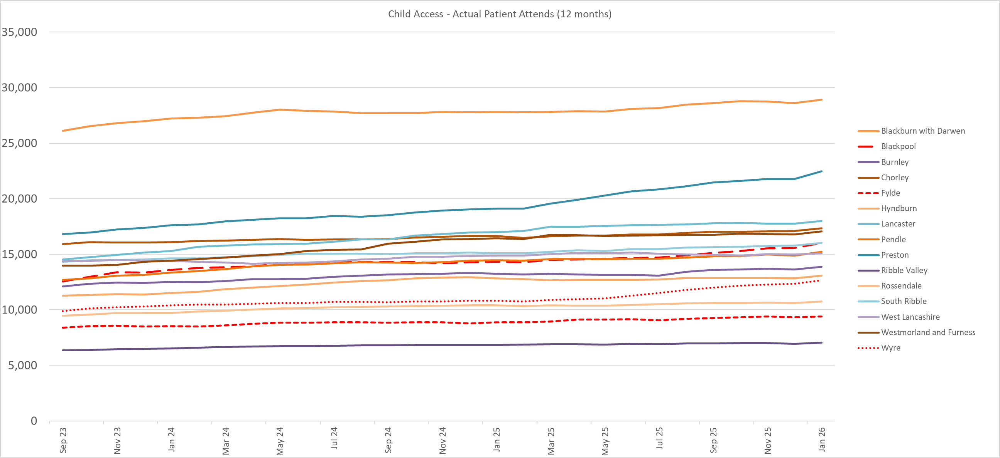 Child Access - Actual Patient Attends (12 months)
35,000
30,000
25,000
20,000
15,000
10,000
5,000
0
Sep 23
Nov 23
Jan 24
Mar 24
May 24
Jul 24
Sep 24
Nov 24
Jan 25
Mar 25
May 25
Jul 25
Sep 25
Nov 25
Jan 26
Blackburn with Darwen
Blackpool
Burnley
Chorley
Fylde
Hyndburn
Lancaster
Pendle
Preston
Ribble Valley
Rossendale
South Ribble
West Lancashire
Westmorland and Furness
Wyre